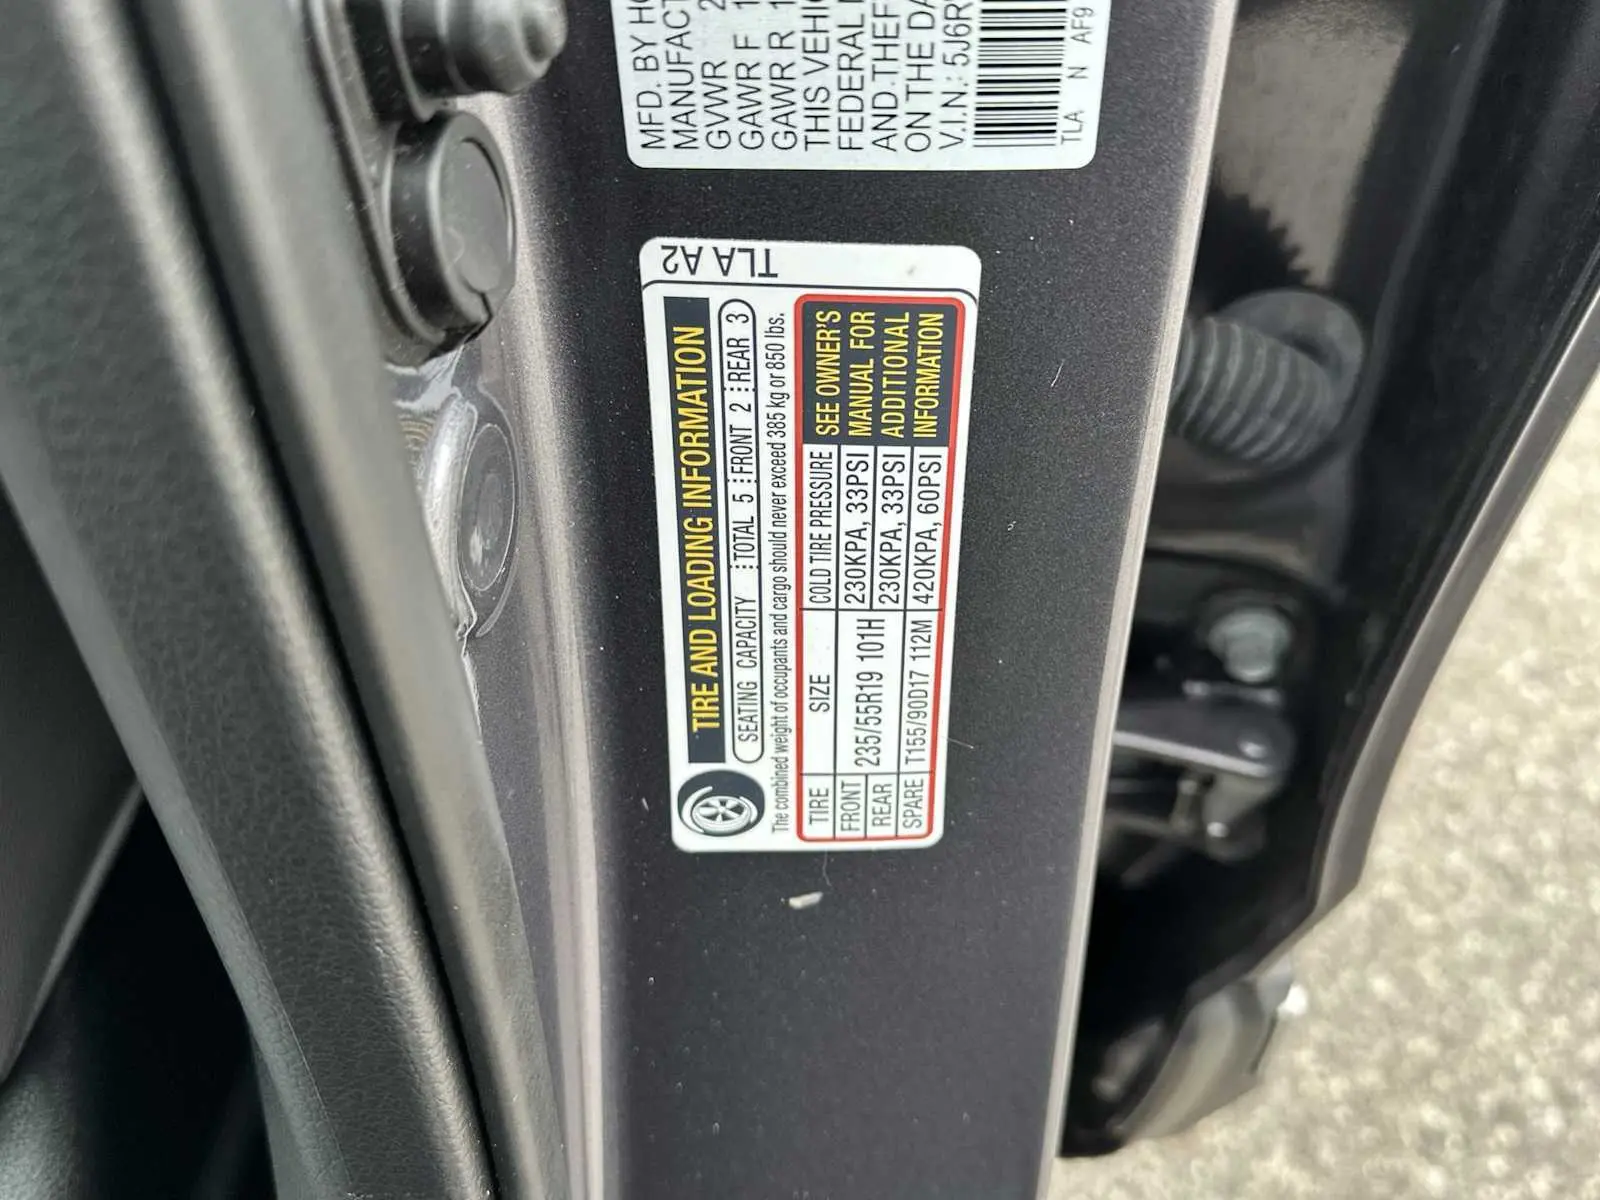 MFD. BY
MANUFACT
GVWR 2
GAWR F 1
GAWR R 1
THIS VEHIC
FEDERAL
AND THEF
ON THE DA
V.I.N.: 5J6R
TLA N AF9
TLA A2
TIRE AND LOADING INFORMATION
SEATING CAPACITY TOTAL 5 FRONT 2 REAR 3
The combined weight of occupants and cargo should never exceed 385 kg or 850 lbs.
TIRE SIZE COLD TIRE PRESSURE
FRONT 235/55R19 101H 230KPA, 33PSI
REAR 230KPA, 33PSI
SPARE T155/90D17 112M 420KPA, 60PSI
SEE OWNER'S
MANUAL FOR
ADDITIONAL
INFORMATION